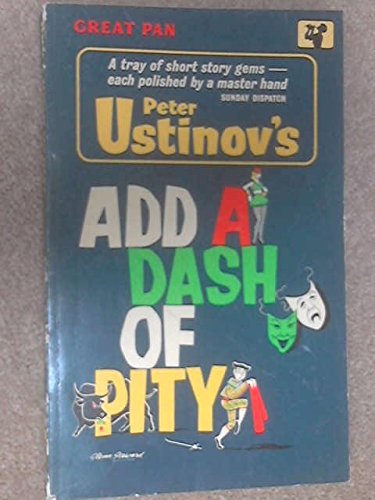 GREAT PAN
A tray of short story gems —
each polished by a master hand
SUNDAY DISPATCH
Peter
Ustinov's
ADD A
DASH
OF
PITY